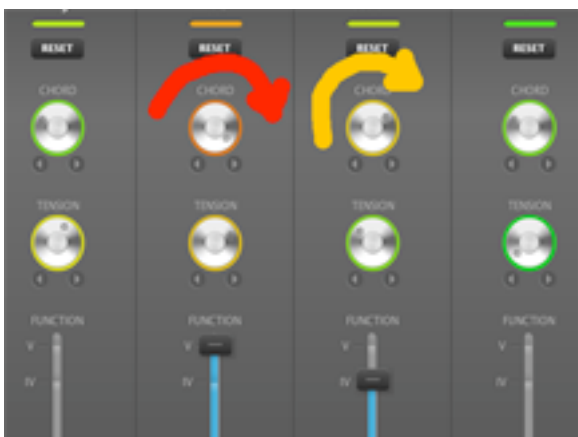 RESET RESET RESET RESET
CHORD CHORD CHORD CHORD
TENSION TENSION TENSION TENSION
FUNCTION FUNCTION FUNCTION FUNCTION
V V V V
IV IV IV IV